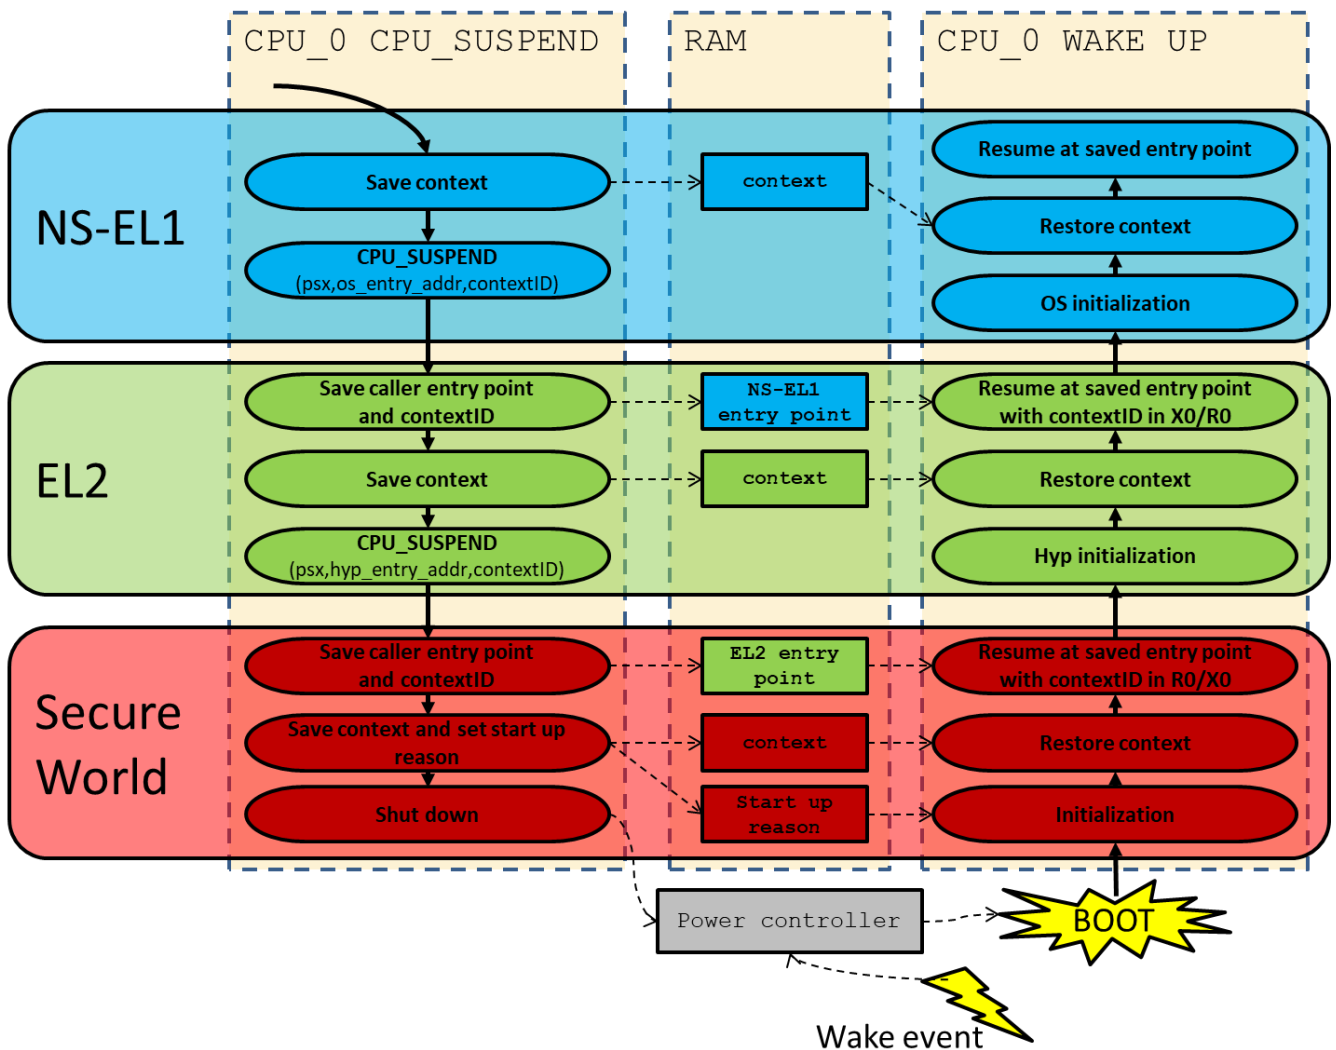 CPU_0 CPU_SUSPEND
RAM
CPU_0 WAKE UP
NS-EL1
Save context
CPU_SUSPEND
(psx,os_entry_addr,contextID)
context
Resume at saved entry point
Restore context
OS initialization
EL2
Save caller entry point
and contextID
Save context
CPU_SUSPEND
(psx,hyp_entry_addr,contextID)
NS-EL1
entry point
context
Resume at saved entry point
with contextID in X0/R0
Restore context
Hyp initialization
Secure
World
Save caller entry point
and contextID
Save context and set start up
reason
Shut down
EL2 entry
point
context
Start up
reason
Resume at saved entry point
with contextID in R0/X0
Restore context
Initialization
Power controller
BOOT
Wake event